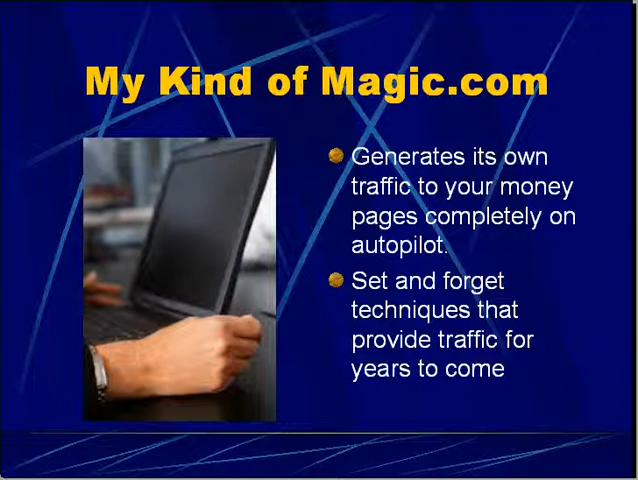 My Kind of Magic.com
Generates its own
traffic to your money
pages completely on
autopilot.
Set and forget
techniques that
provide traffic for
years to come